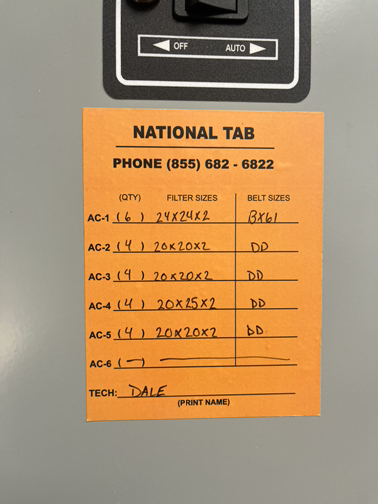 ◄ OFF AUTO ►
NATIONAL TAB
PHONE (855) 682 - 6822
(QTY) FILTER SIZES BELT SIZES
AC-1 (6) 24X24X2 BX61
AC-2 (4) 20X20X2 DD
AC-3 (4) 20X20X2 DD
AC-4 (4) 20X25X2 DD
AC-5 (4) 20X20X2 DD
AC-6 (—) —
TECH: DALE
(PRINT NAME)